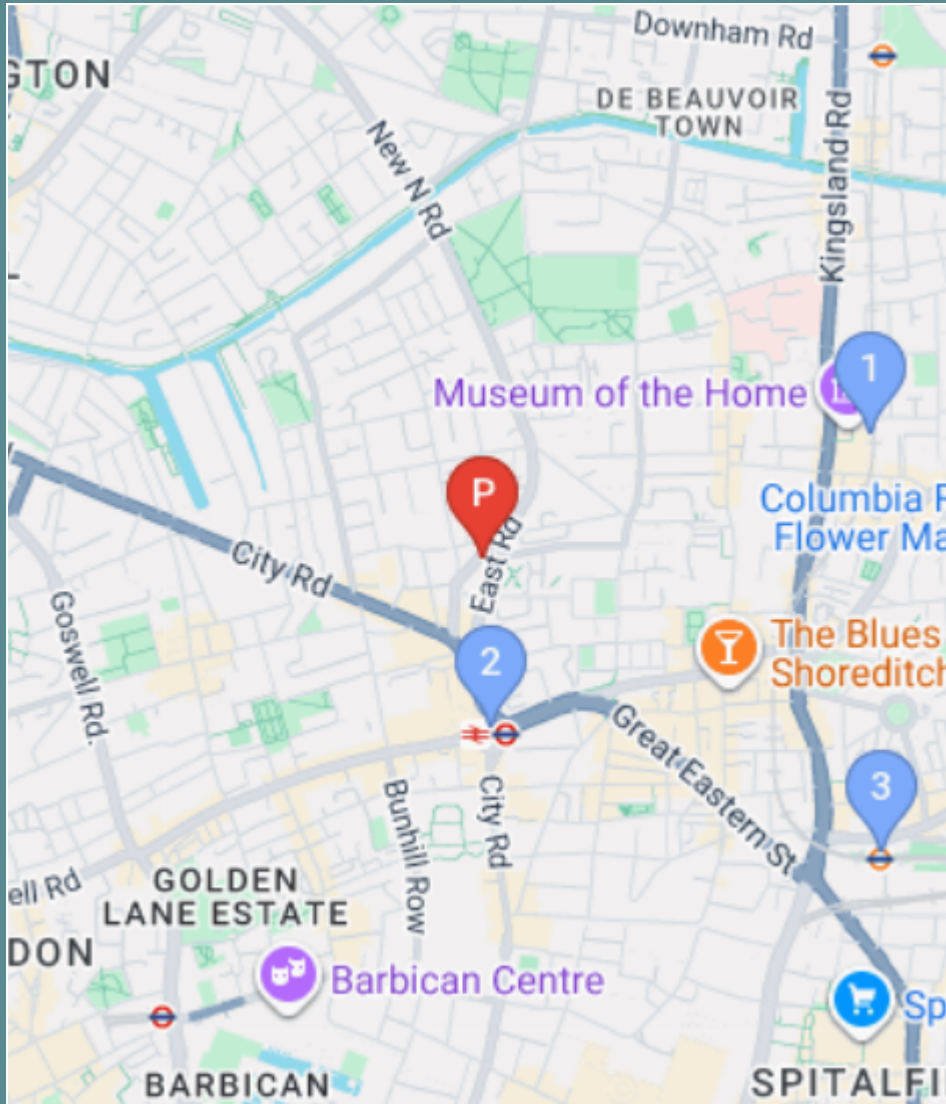 Downham Rd
GTON
DE BEAUVOIR
TOWN
New N Rd
Kingsland Rd
1
Museum of the Home
P
Columbia R
Flower Ma
East Rd
City Rd
Goswell Rd.
2
The Blues
Shoreditch
Great Eastern St
3
City Rd
Bunhill Row
ell Rd
GOLDEN
LANE ESTATE
DON
Barbican Centre
Sp
BARBICAN
SPITALFI